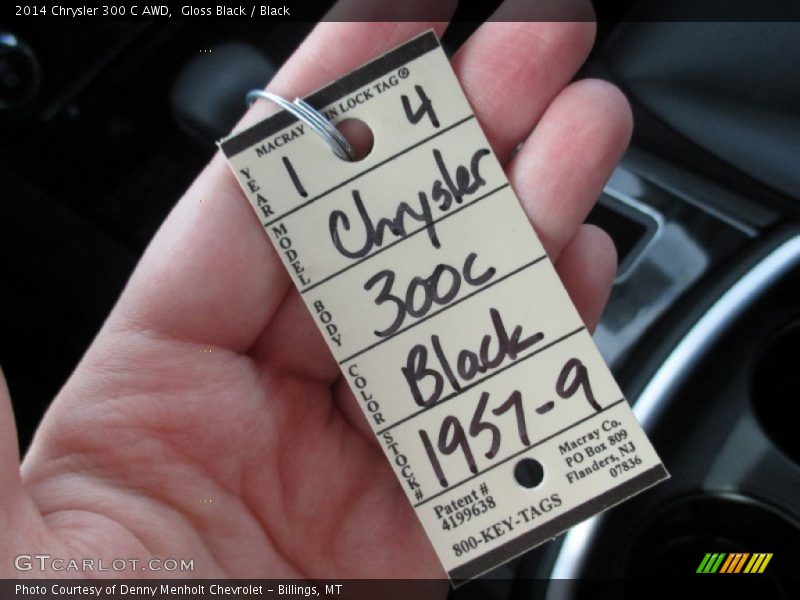 2014 Chrysler 300 C AWD,  Gloss Black / Black
MACRAY IN LOCK TAG®
YEAR 1 4
MODEL Chrysler
BODY 300C
COLOR Black
STOCK# 1957-9
Patent #
4199638
800-KEY-TAGS
Macray Co.
PO Box 809
Flanders, NJ
07836
GTCARLOT.COM
Photo Courtesy of Denny Menholt Chevrolet – Billings, MT